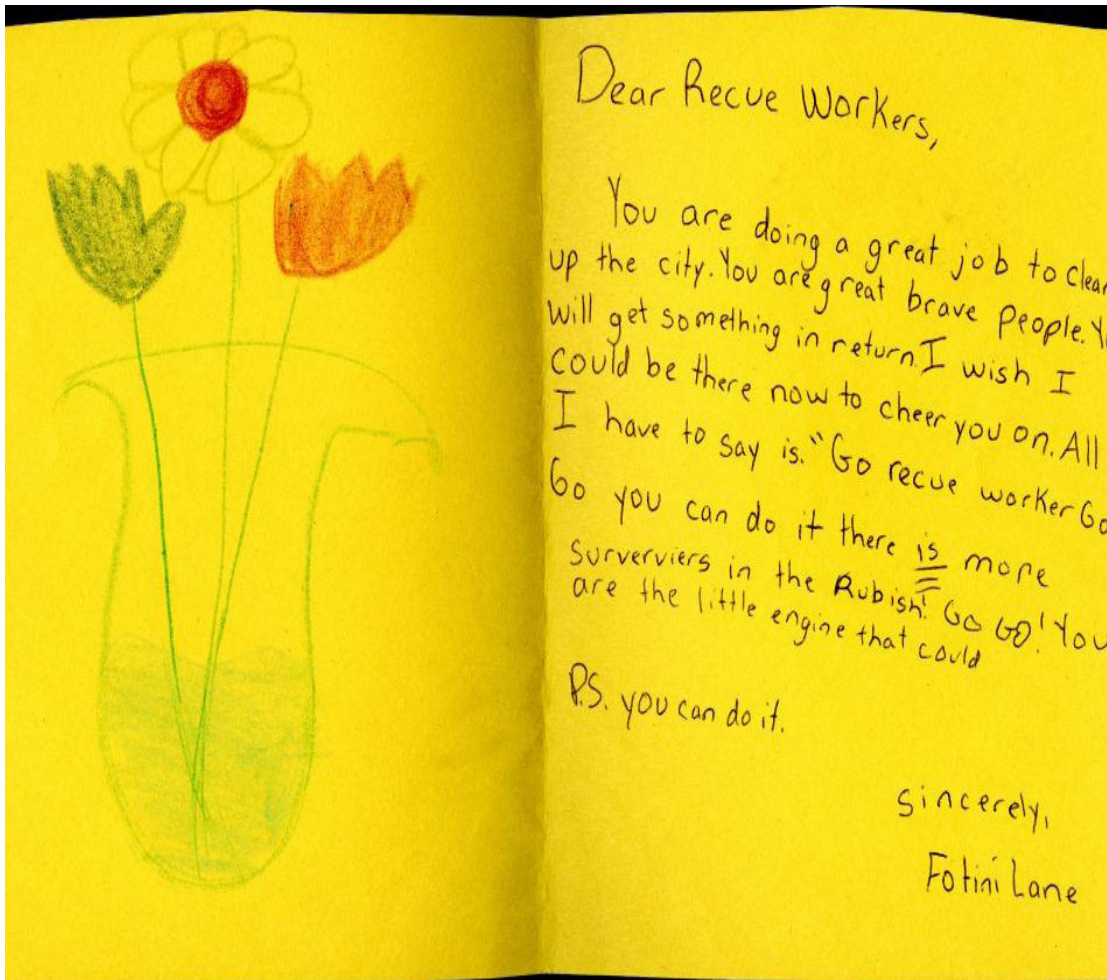 Dear Recue Workers,
You are doing a great job to clean
up the city. You are great brave people. Yo
will get something in return. I wish I
could be there now to cheer you on. All
I have to say is. "Go recue worker Go
Go you can do it there is more
Surverviers in the Rubish! Go GO! You
are the little engine that could
P.S. you can do it.
sincerely,
Fotini Lane